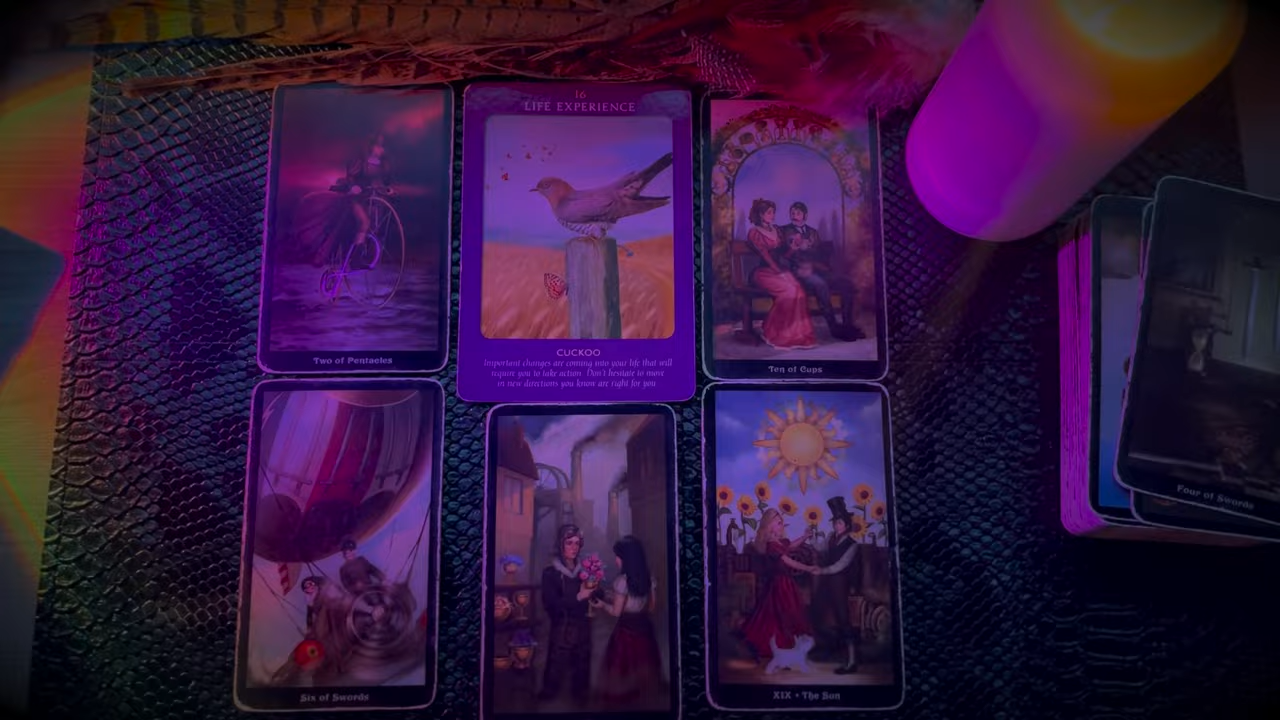 Two of Pentacles
16
LIFE EXPERIENCE
CUCKOO
Important changes are coming into your life that will
require you to take action. Don't hesitate to move
in new directions you know are right for you
Ten of Cups
Six of Swords
XIX • The Sun
Four of Swords